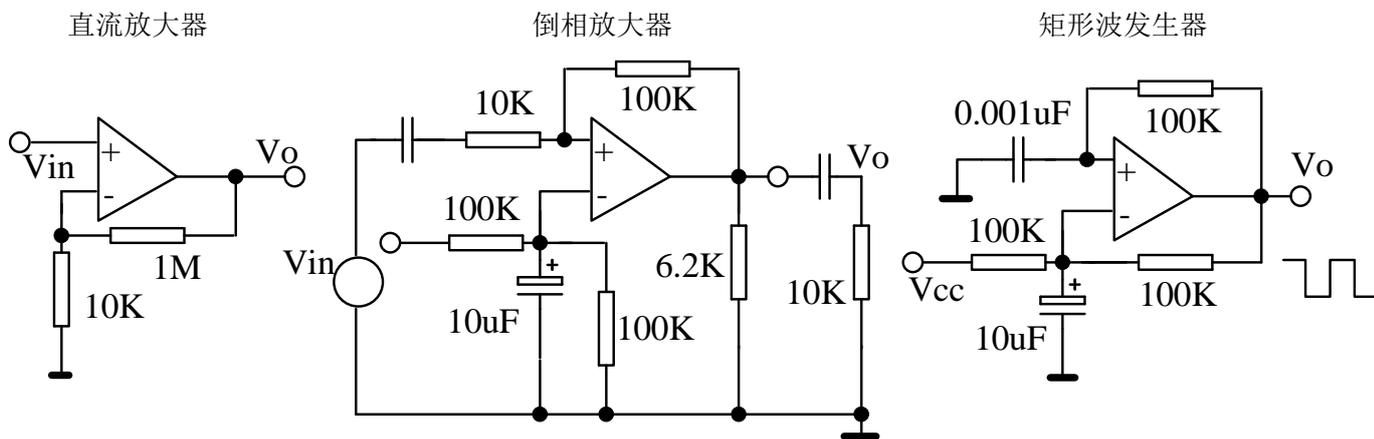 直流放大器
Vin
+
-
Vo
1M
10K
倒相放大器
10K
100K
+
-
Vo
100K
Vin
+
10uF
100K
6.2K
10K
矩形波发生器
0.001uF
100K
+
-
Vo
100K
Vcc
+
100K
10uF